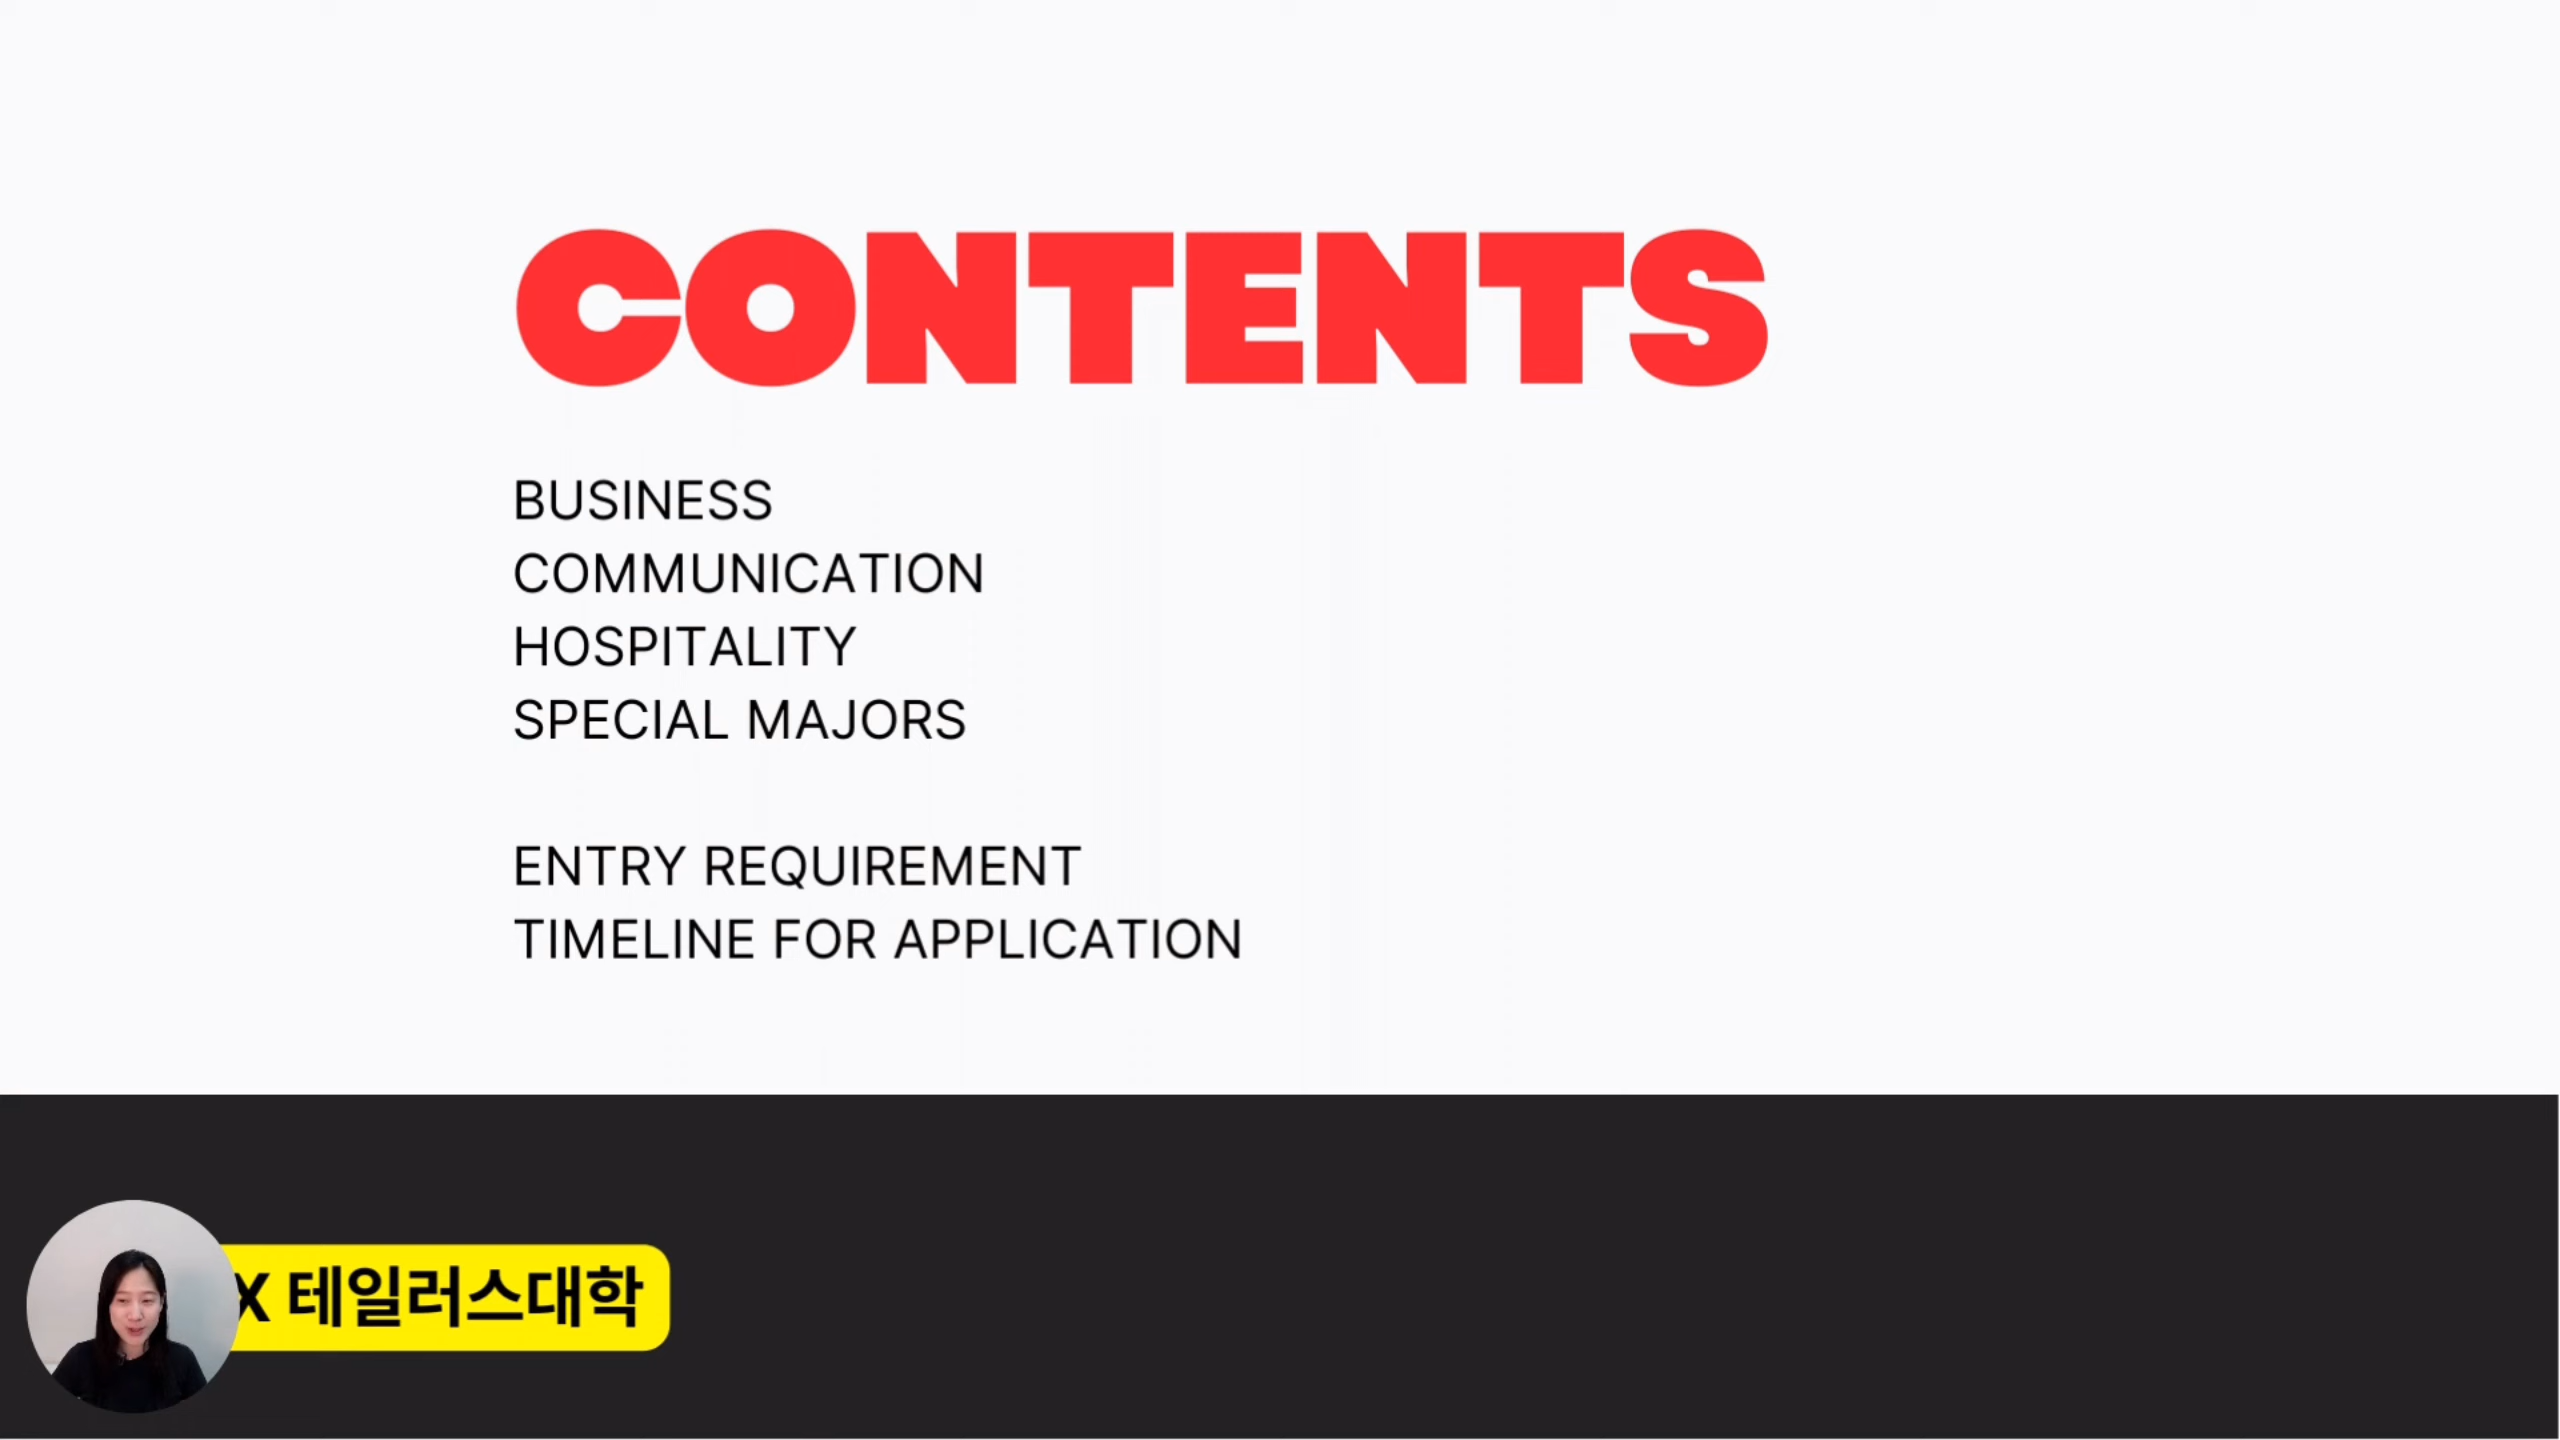 CONTENTS
BUSINESS
COMMUNICATION
HOSPITALITY
SPECIAL MAJORS
ENTRY REQUIREMENT
TIMELINE FOR APPLICATION
X 테일러스대학